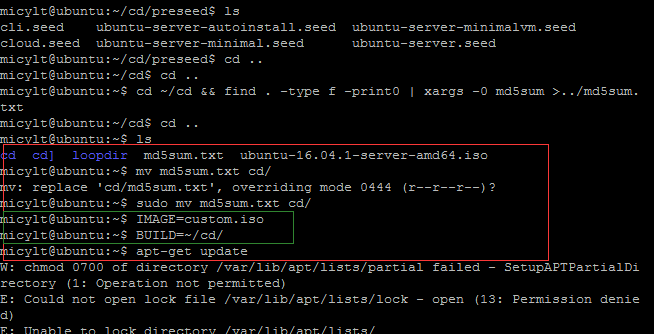 micylt@ubuntu:~/cd/preseed$ ls
cli.seed    ubuntu-server-autoinstall.seed  ubuntu-server-minimalvm.seed
cloud.seed  ubuntu-server-minimal.seed      ubuntu-server.seed
micylt@ubuntu:~/cd/preseed$ cd ..
micylt@ubuntu:~/cd$ cd ..
micylt@ubuntu:~$ cd ~/cd && find . -type f -print0 | xargs -0 md5sum >../md5sum.
txt
micylt@ubuntu:~/cd$ cd ..
micylt@ubuntu:~$ ls
cd  cd]  loopdir  md5sum.txt  ubuntu-16.04.1-server-amd64.iso
micylt@ubuntu:~$ mv md5sum.txt cd/
mv: replace 'cd/md5sum.txt', overriding mode 0444 (r--r--r--)?
micylt@ubuntu:~$ sudo mv md5sum.txt cd/
micylt@ubuntu:~$ IMAGE=custom.iso
micylt@ubuntu:~$ BUILD=~/cd/
micylt@ubuntu:~$ apt-get update
W: chmod 0700 of directory /var/lib/apt/lists/partial failed - SetupAPTPartialDi
rectory (1: Operation not permitted)
E: Could not open lock file /var/lib/apt/lists/lock - open (13: Permission denie
d)
E: Unable to lock directory /var/lib/apt/lists/